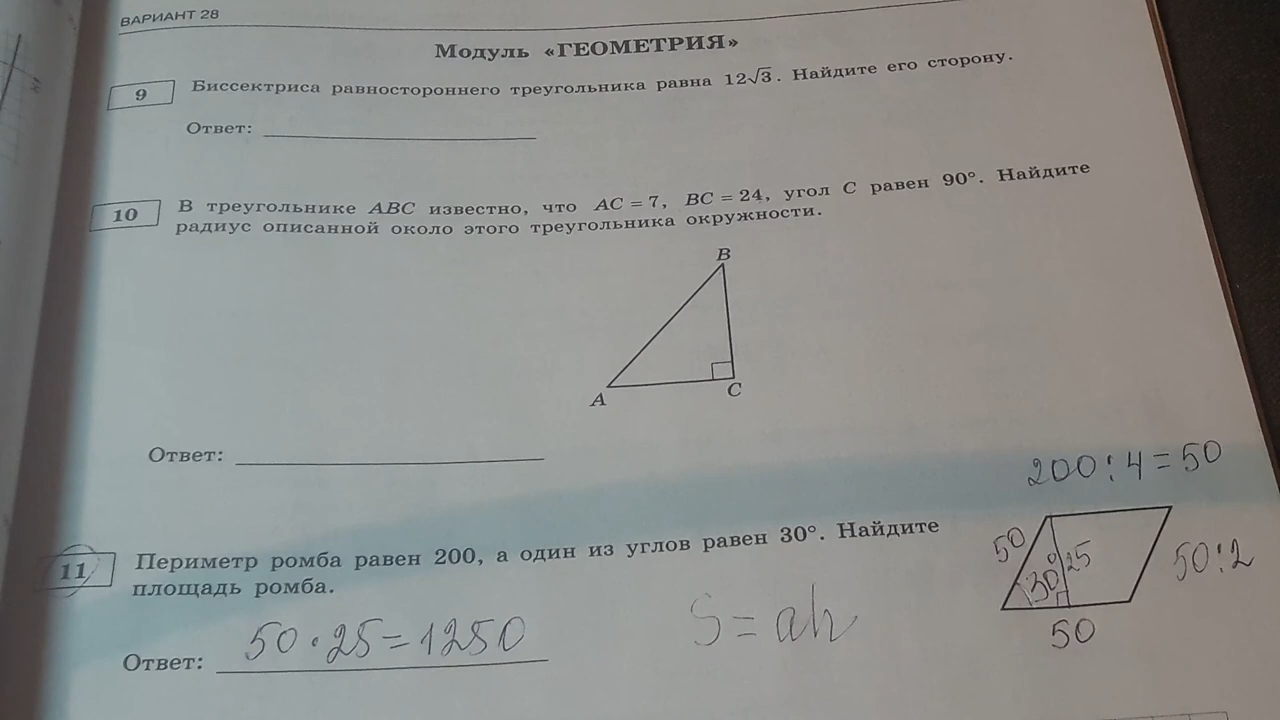 ВАРИАНТ 28
Модуль «ГЕОМЕТРИЯ»
9
Биссектриса равностороннего треугольника равна 12√3. Найдите его сторону.
Ответ:
10
В треугольнике ABC известно, что AC = 7, BC = 24, угол C равен 90°. Найдите
радиус описанной около этого треугольника окружности.
B
A
C
Ответ:
200:4=50
11
Периметр ромба равен 200, а один из углов равен 30°. Найдите
площадь ромба.
50
30°
25
50:2
50
S=ah
Ответ: 50·25=1250